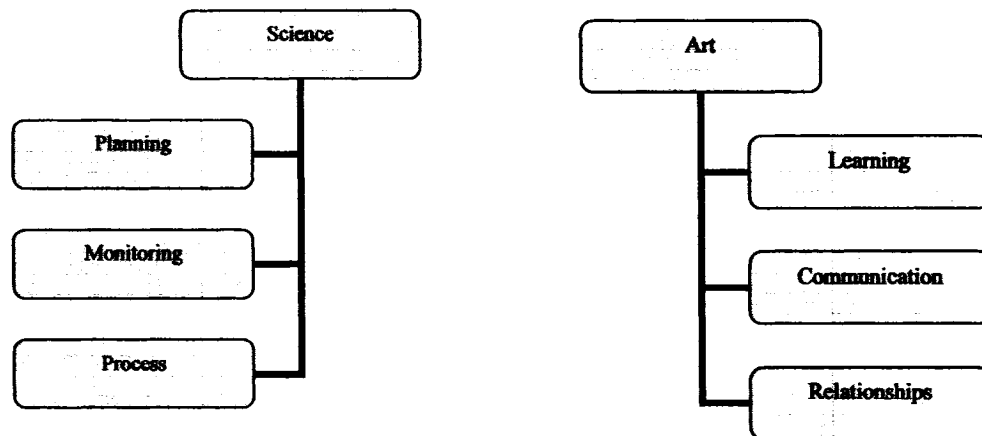 Science
Planning
Monitoring
Process
Art
Learning
Communication
Relationships